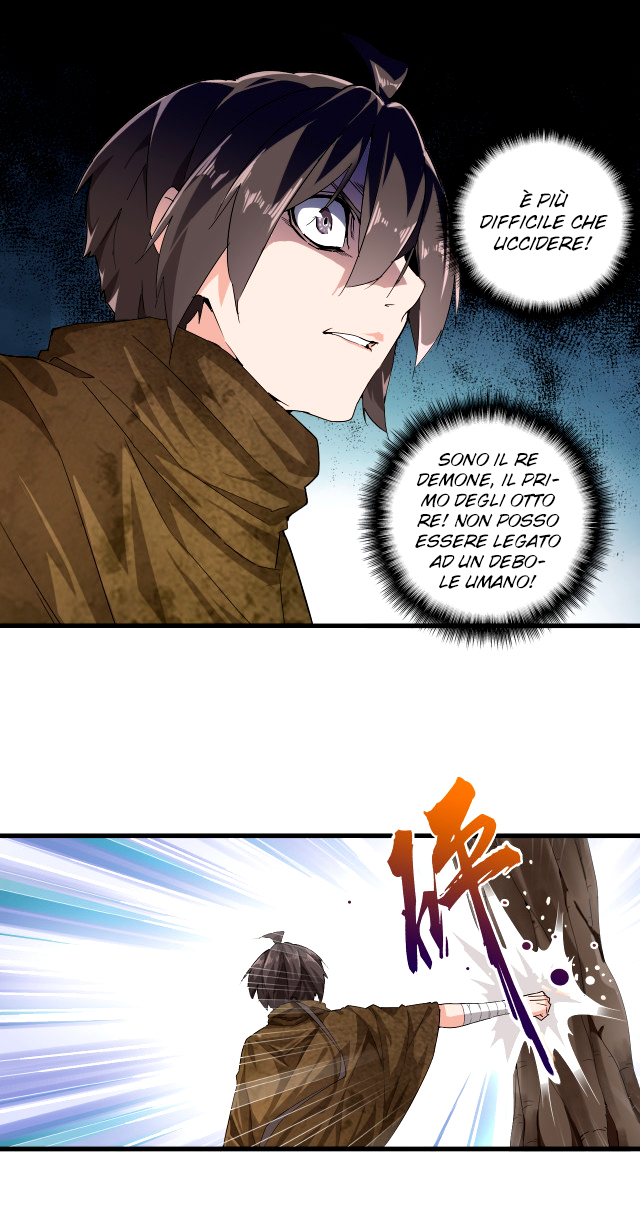 È PIÙ
DIFFICILE CHE
UCCIDERE!
SONO IL RE
DEMONE, IL PRI-
MO DEGLI OTTO
RE! NON POSSO
ESSERE LEGATO
AD UN DEBO-
LE UMANO!